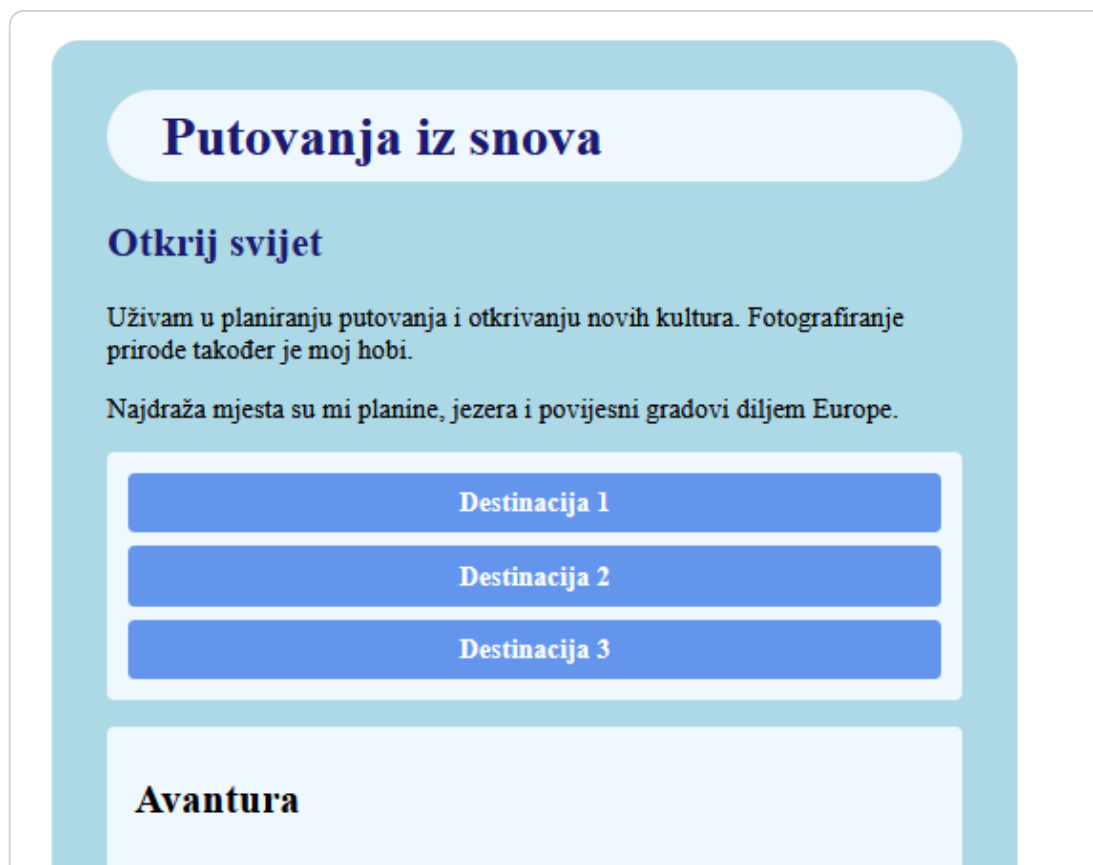 Putovanja iz snova
Otkrij svijet
Uživam u planiranju putovanja i otkrivanju novih kultura. Fotografiranje
prirode također je moj hobi.
Najdraža mjesta su mi planine, jezera i povijesni gradovi diljem Europe.
Destinacija 1
Destinacija 2
Destinacija 3
Avantura